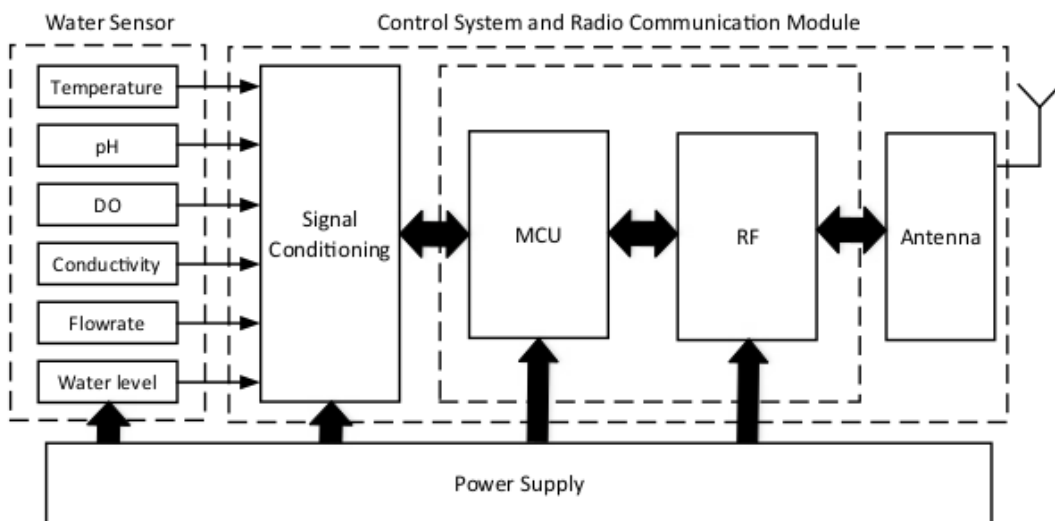 Water Sensor
Control System and Radio Communication Module
Temperature
pH
DO
Conductivity
Flowrate
Water level
Signal
Conditioning
MCU
RF
Antenna
Power Supply